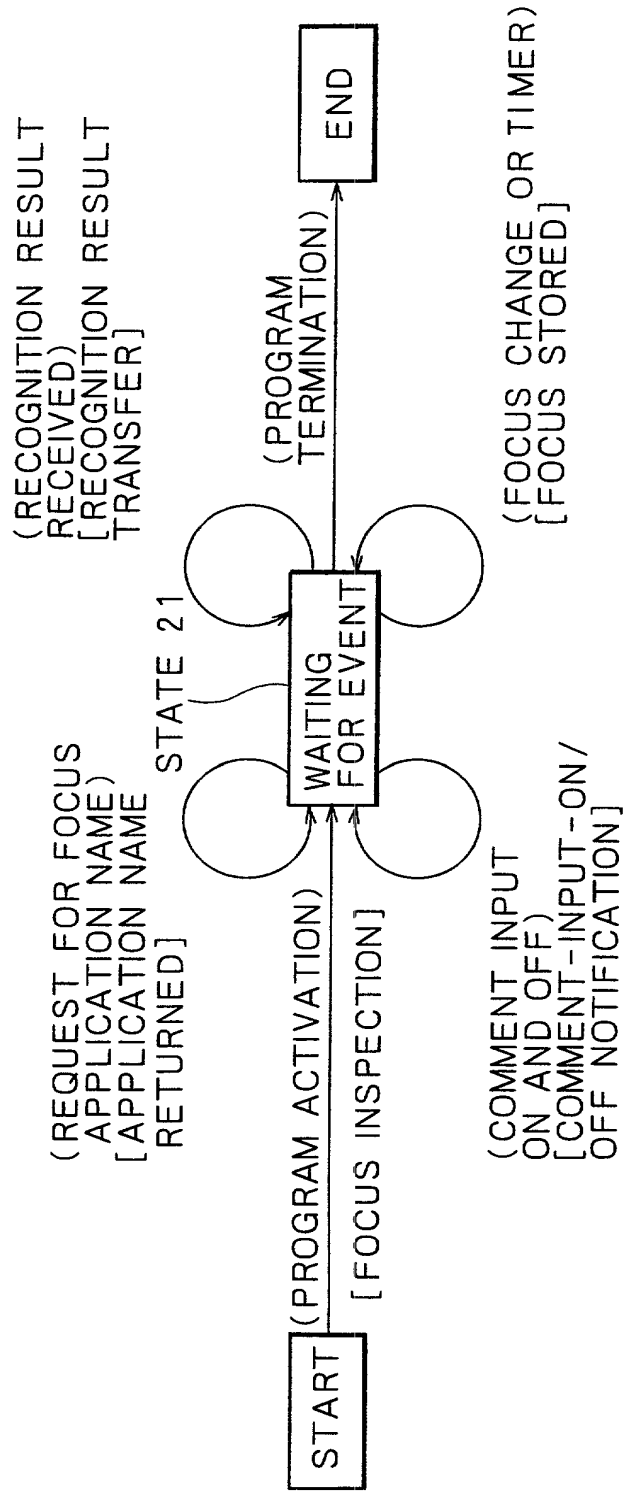 (REQUEST FOR FOCUS
APPLICATION NAME)
[APPLICATION NAME
RETURNED]
(RECOGNITION RESULT
RECEIVED)
[RECOGNITION RESULT
TRANSFER]
STATE 21
START
(PROGRAM ACTIVATION)
[FOCUS INSPECTION]
WAITING
FOR EVENT
(PROGRAM
TERMINATION)
END
(COMMENT INPUT
ON AND OFF)
[COMMENT-INPUT-ON/
OFF NOTIFICATION]
(FOCUS CHANGE OR TIMER)
[FOCUS STORED]